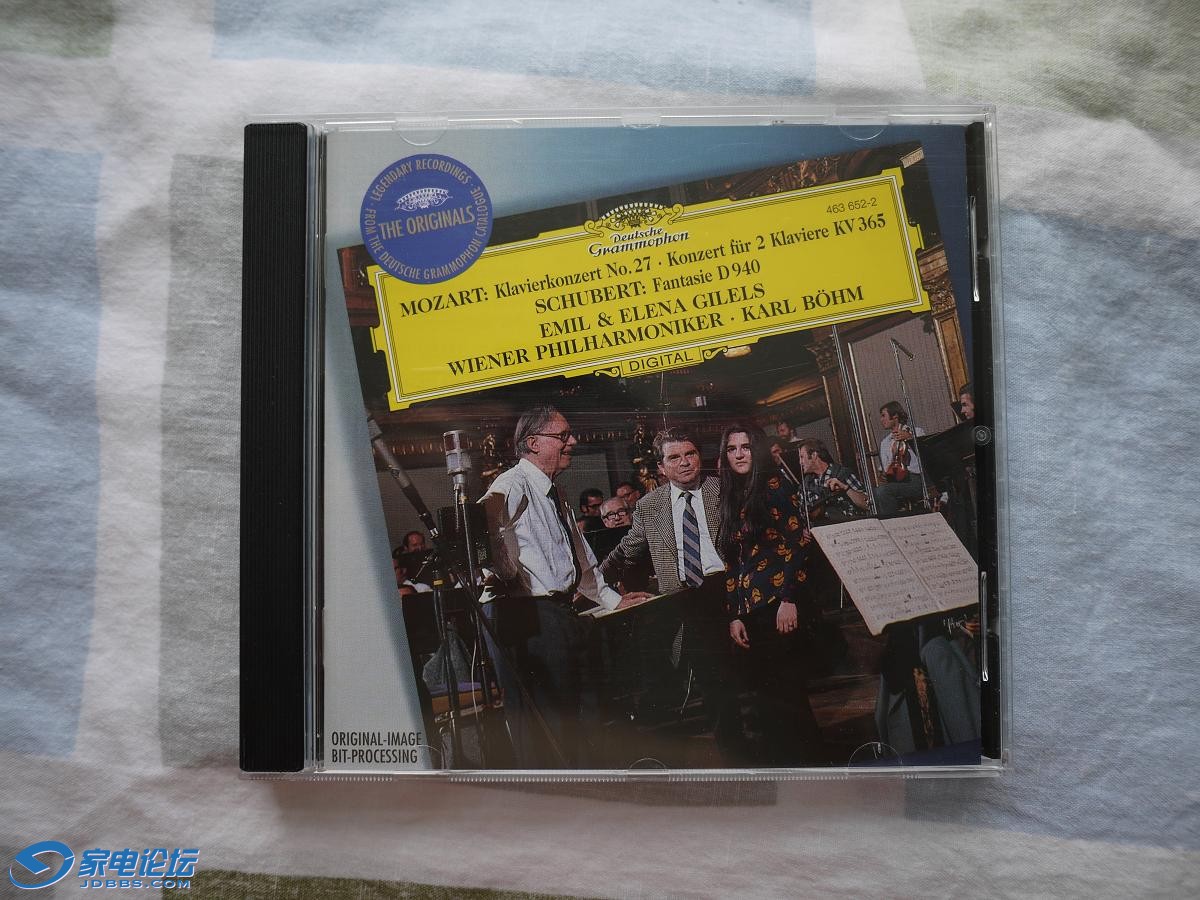 LEGENDARY RECORDINGS
THE ORIGINALS
FROM THE DEUTSCHE GRAMMOPHON CATALOGUE
463 652-2
Deutsche
Grammophon
MOZART: Klavierkonzert No. 27 · Konzert für 2 Klaviere KV 365
SCHUBERT: Fantasie D 940
EMIL & ELENA GILELS
WIENER PHILHARMONIKER · KARL BÖHM
DIGITAL
ORIGINAL-IMAGE
BIT-PROCESSING
家电论坛
JDBBS.COM